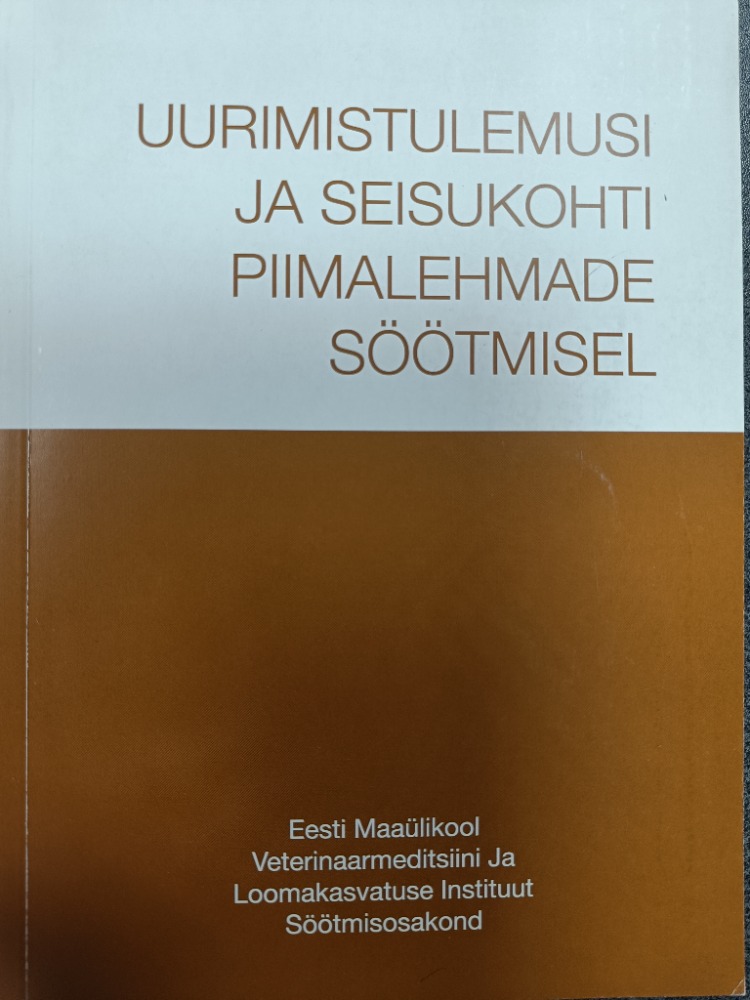 UURIMISTULEMUSI
JA SEISUKOHTI
PIIMALEHMADE
SÖÖTMISEL
Eesti Maaülikool
Veterinaarmeditsiini Ja
Loomakasvatuse Instituut
Söötmisosakond